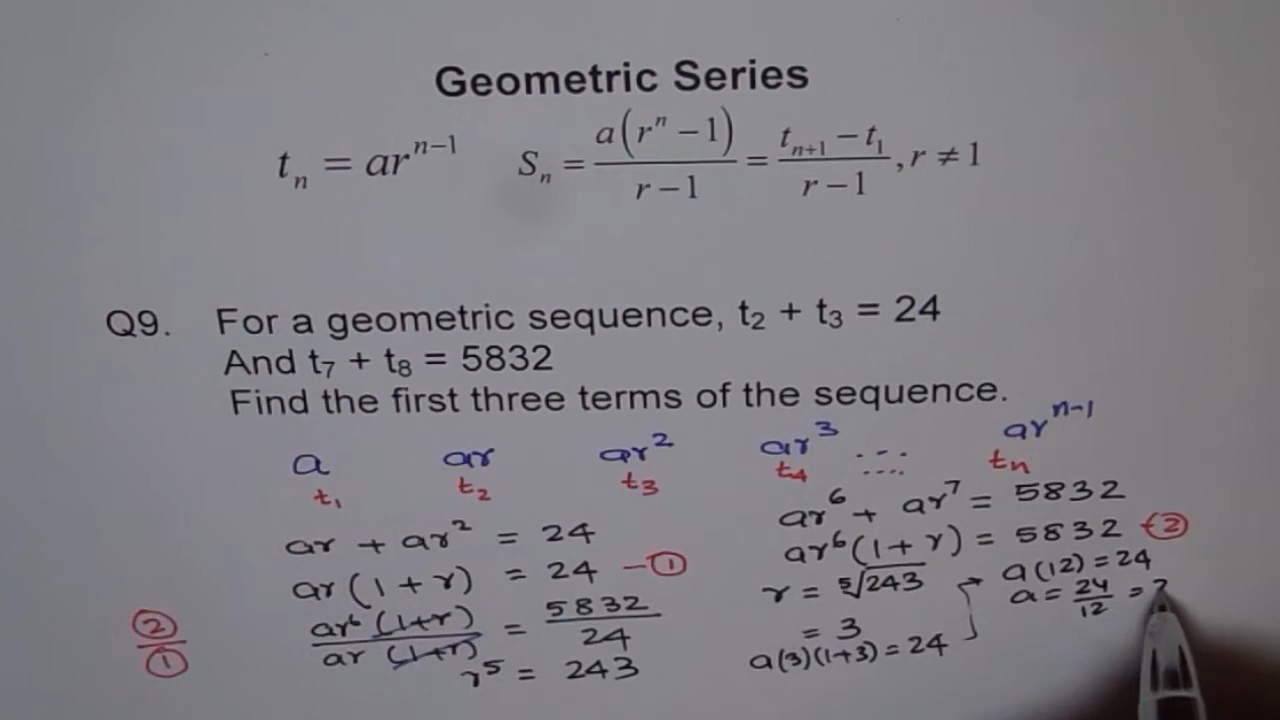 Geometric Series
tₙ = arⁿ⁻¹ Sₙ = a(rⁿ − 1)/(r − 1) = (tₙ₊₁ − t₁)/(r − 1), r ≠ 1
Q9. For a geometric sequence, t₂ + t₃ = 24
And t₇ + t₈ = 5832
Find the first three terms of the sequence.
a ar ar² ar³ ..... arⁿ⁻¹
t₁ t₂ t₃ t₄ .... tₙ
ar + ar² = 24
ar(1+r) = 24 —①
②/① ar⁶(1+r)/ar(1+r) = 5832/24
r⁵ = 243
ar⁶ + ar⁷ = 5832
ar⁶(1+r) = 5832 —②
r = ⁵√243
= 3
a(3)(1+3) = 24
→ a(12) = 24
a = 24/12 =